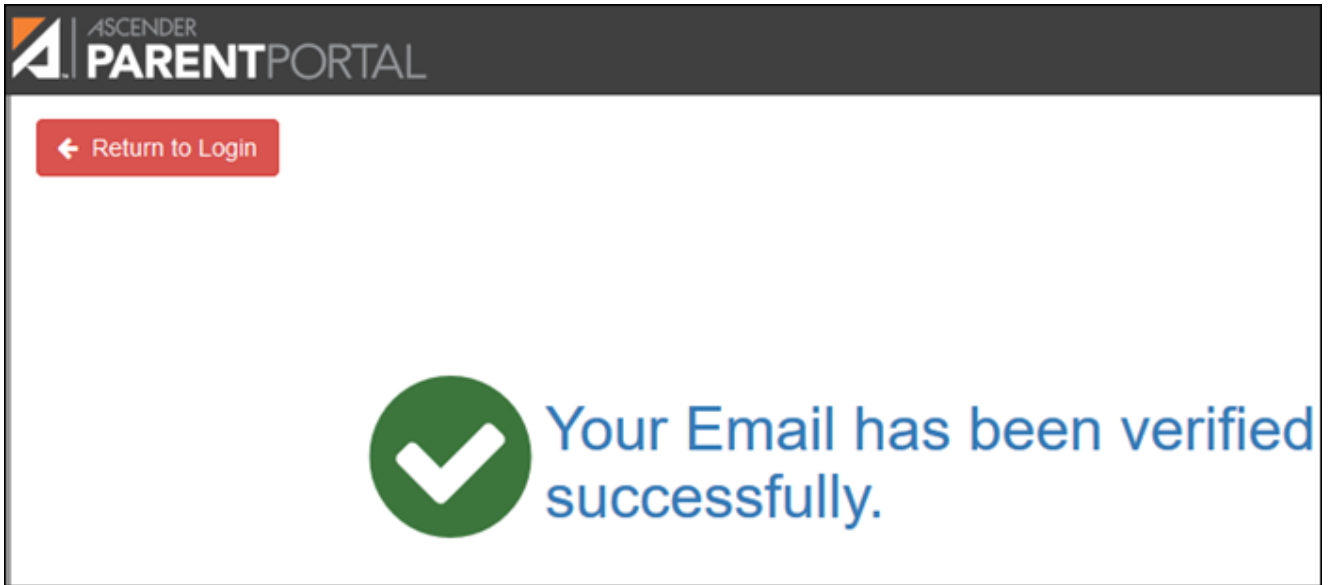 ASCENDER
PARENTPORTAL
Return to Login
Your Email has been verified
successfully.